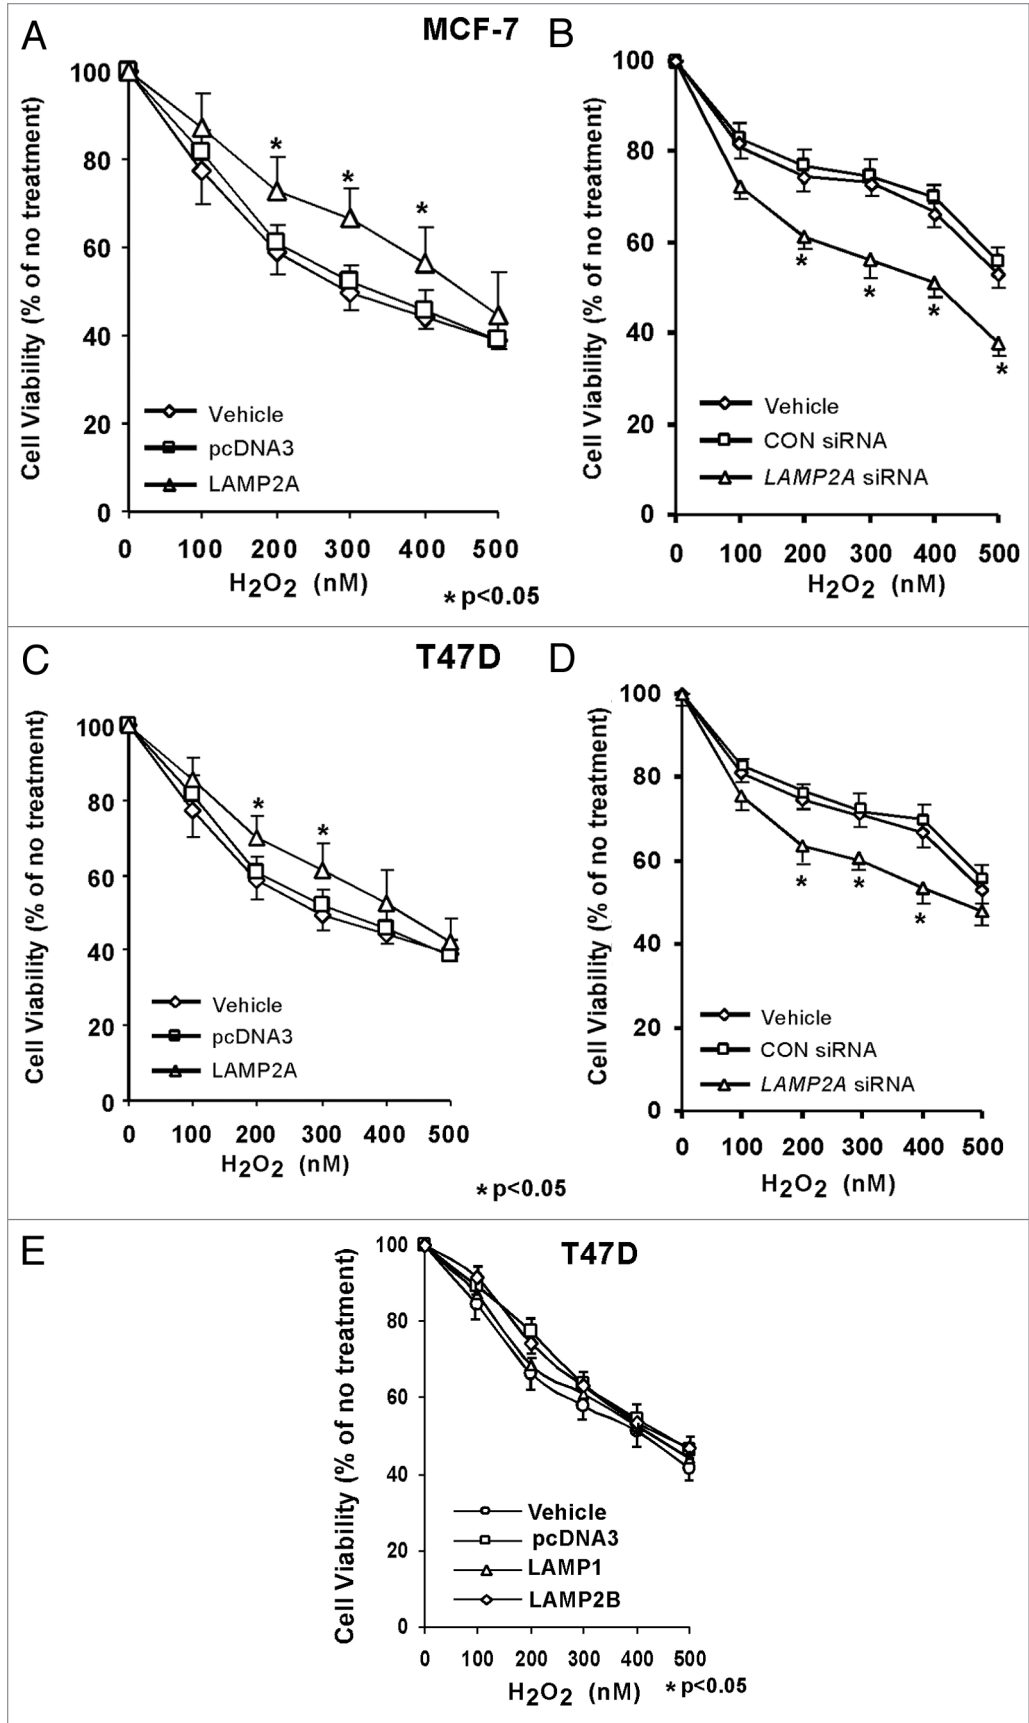 A
MCF-7
B
Cell Viability (% of no treatment)
100
80
60
40
20
0
Vehicle
pcDNA3
LAMP2A
*
*
*
0 100 200 300 400 500
H2O2 (nM)
* p<0.05
Cell Viability (% of no treatment)
100
80
60
40
20
0
*
*
*
*
Vehicle
CON siRNA
LAMP2A siRNA
0 100 200 300 400 500
H2O2 (nM)
C
T47D
D
Cell Viability (% of no treatment)
100
80
60
40
20
0
*
*
Vehicle
pcDNA3
LAMP2A
0 100 200 300 400 500
H2O2 (nM)
* p<0.05
Cell Viability (% of no treatment)
100
80
60
40
20
0
*
*
*
Vehicle
CON siRNA
LAMP2A siRNA
0 100 200 300 400 500
H2O2 (nM)
E
T47D
Cell Viability (% of no treatment)
100
80
60
40
20
0
Vehicle
pcDNA3
LAMP1
LAMP2B
0 100 200 300 400 500
H2O2 (nM)
* p<0.05